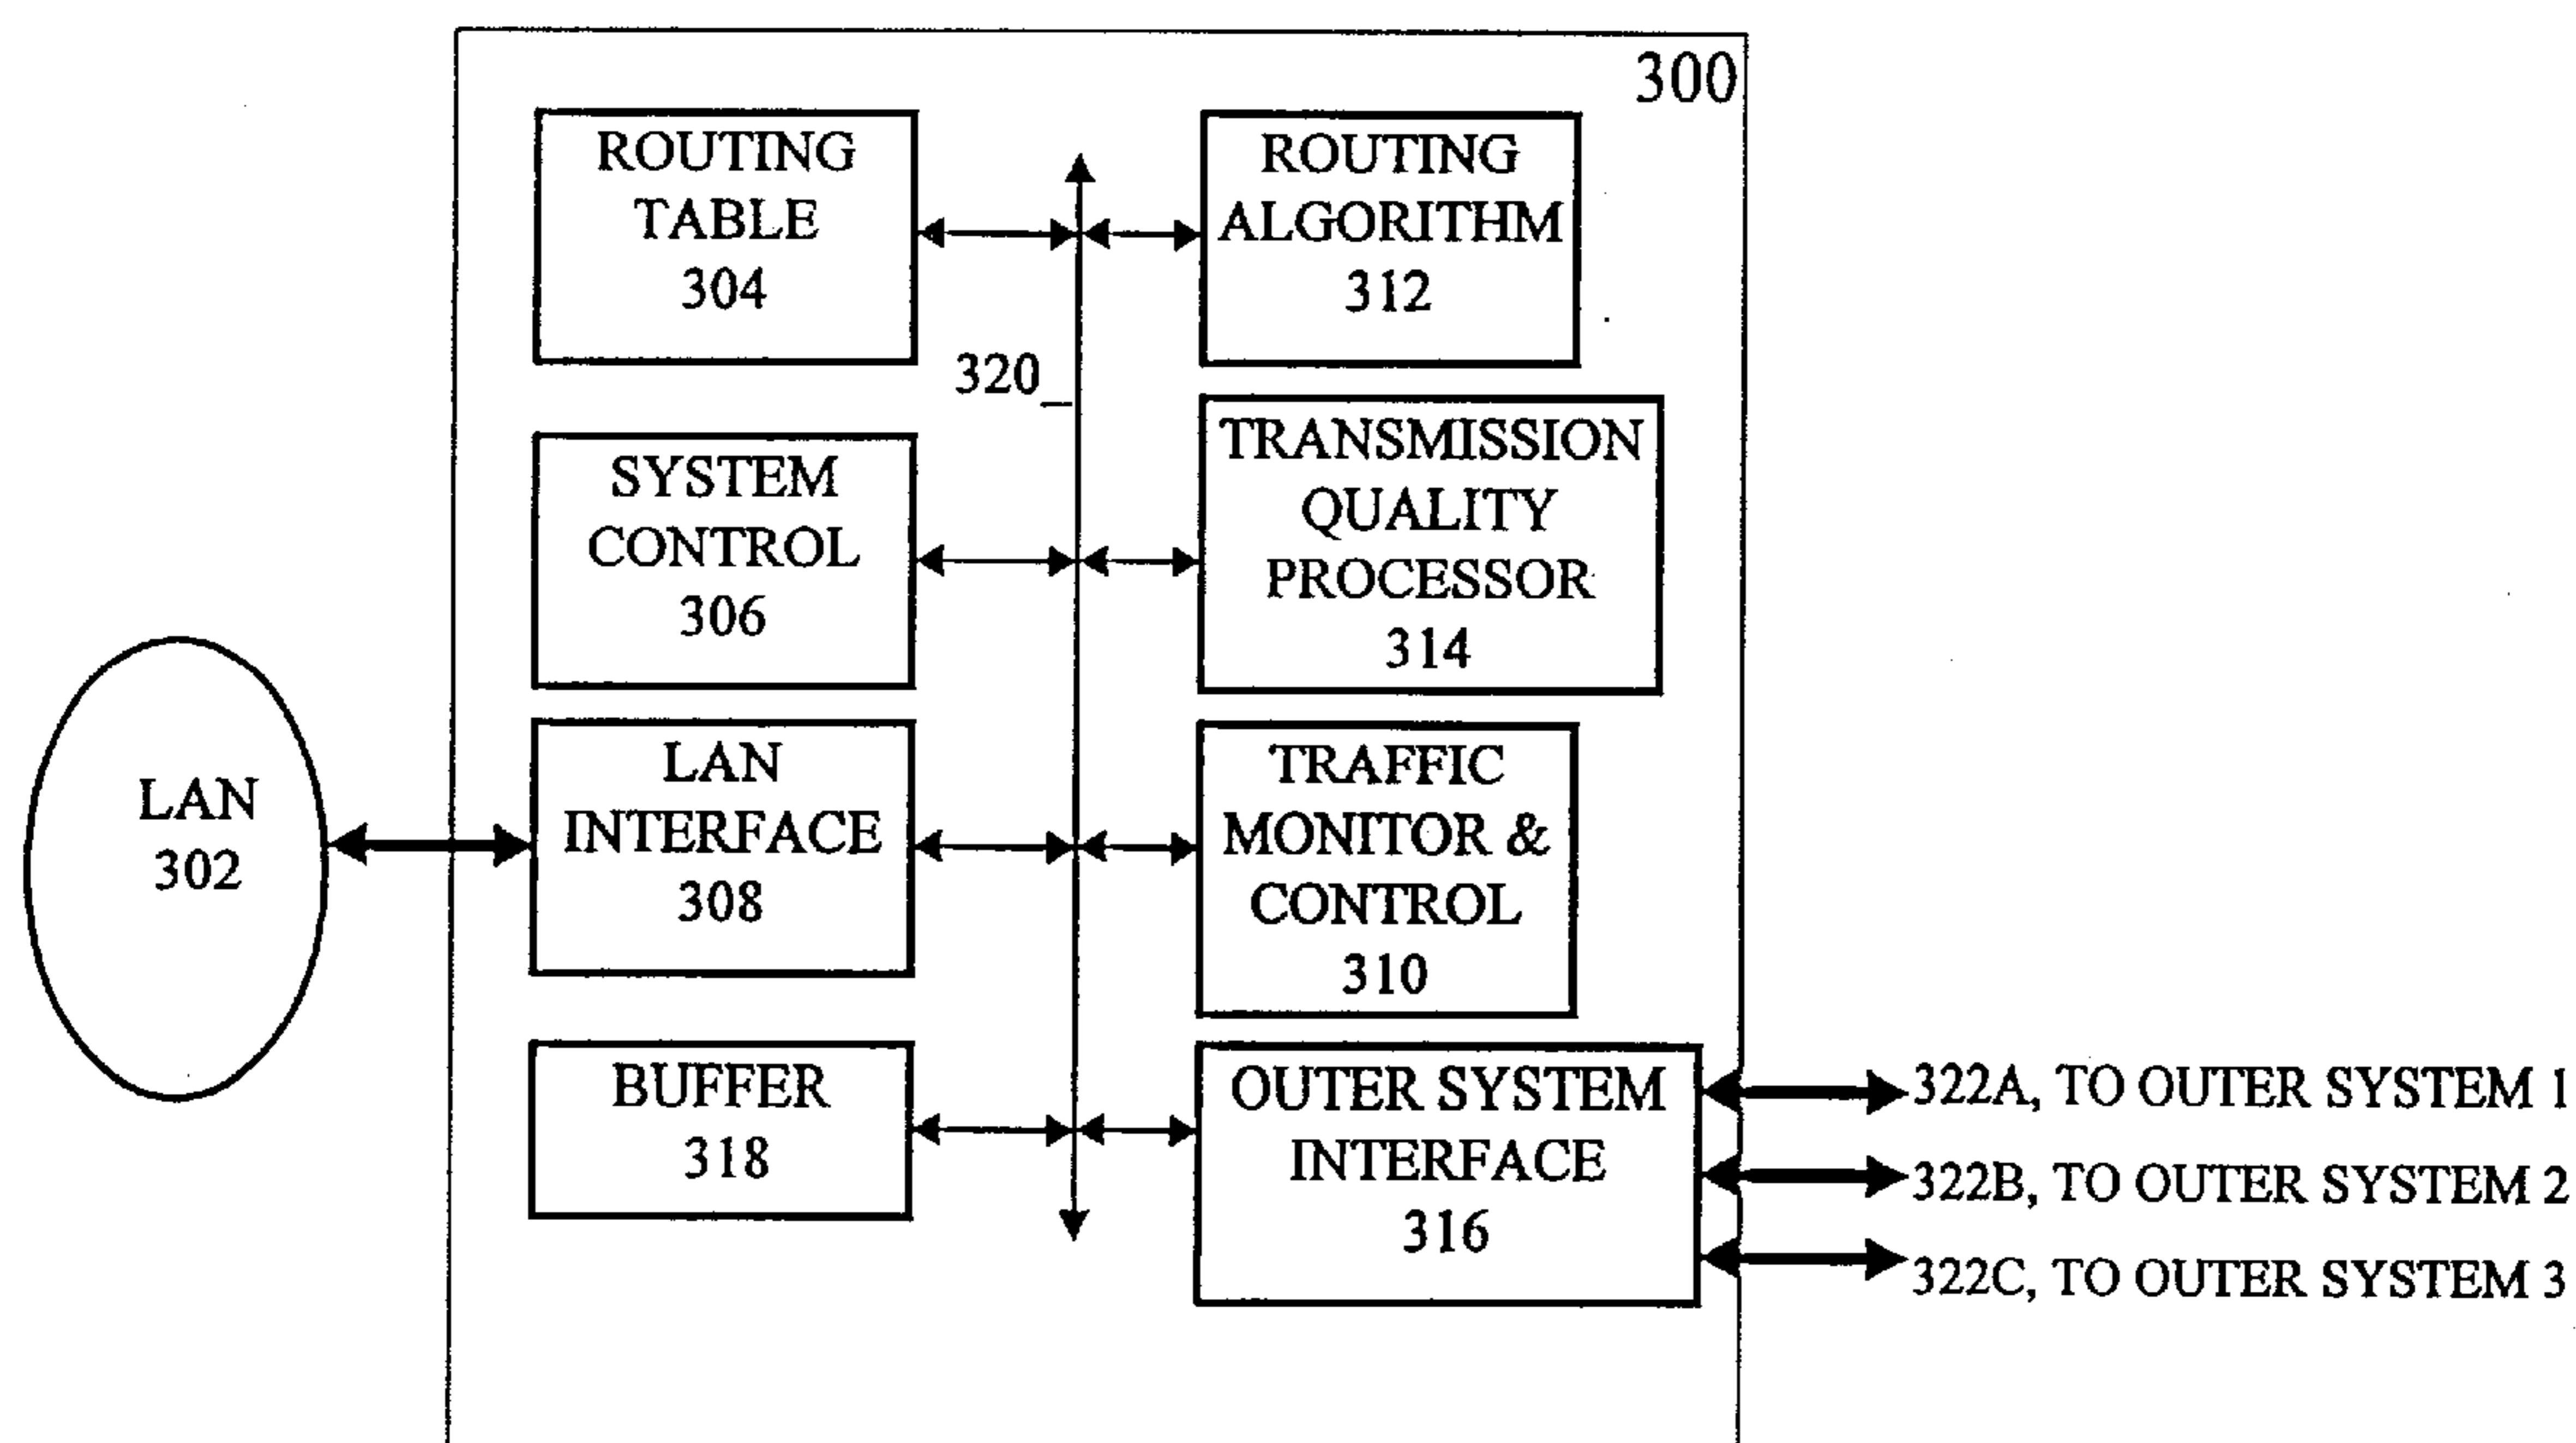 300
ROUTING
TABLE
304
ROUTING
ALGORITHM
312
320
SYSTEM
CONTROL
306
TRANSMISSION
QUALITY
PROCESSOR
314
LAN
302
LAN
INTERFACE
308
TRAFFIC
MONITOR &
CONTROL
310
BUFFER
318
OUTER SYSTEM
INTERFACE
316
322A, TO OUTER SYSTEM 1
322B, TO OUTER SYSTEM 2
322C, TO OUTER SYSTEM 3